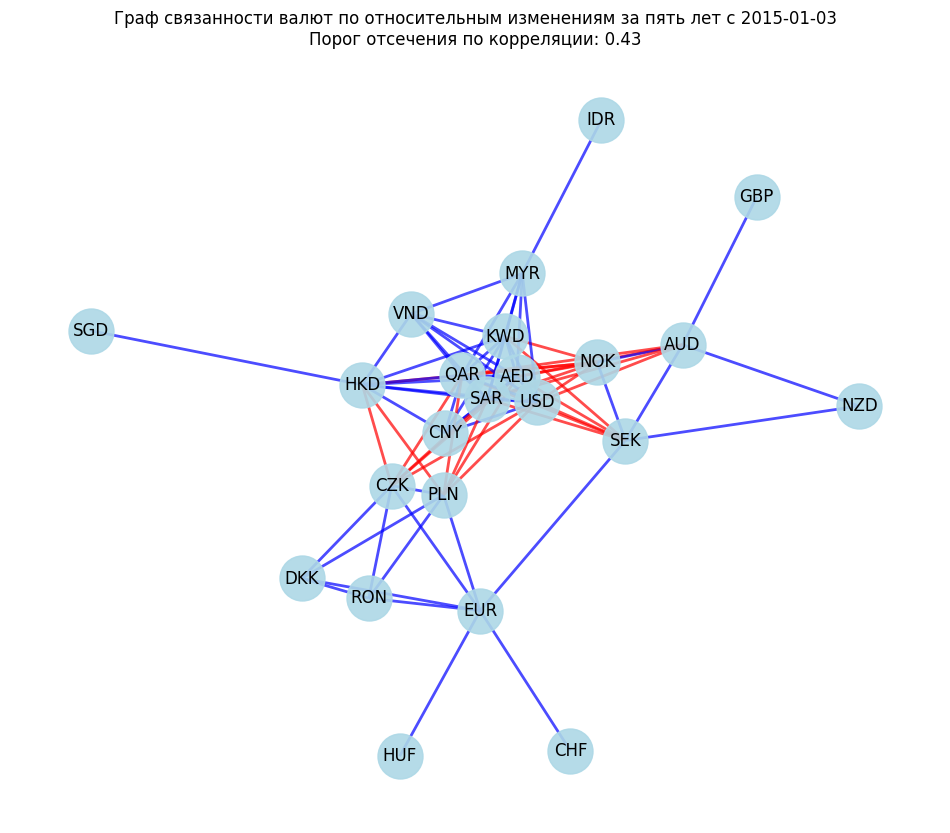 Граф связанности валют по относительным изменениям за пять лет с 2015-01-03
Порог отсечения по корреляции: 0.43
IDR
GBP
MYR
VND
SGD
KWD
AUD
NOK
QAR
AED
HKD
SAR
USD
NZD
CNY
SEK
CZK
PLN
DKK
RON
EUR
HUF
CHF